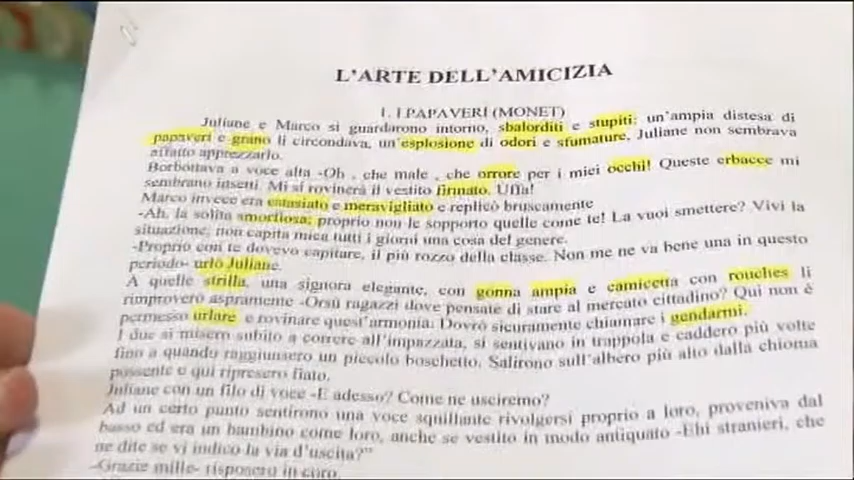 L'ARTE DELL'AMICIZIA
1. I PAPAVERI (MONET)
Juliane e Marco si guardarono intorno, sbalorditi e stupiti: un'ampia distesa di
papaveri e grano li circondava, un'esplosione di odori e sfumature. Juliane non sembrava
affatto apprezzarlo.
Borbottava a voce alta -Oh , che male , che orrore per i miei occhi! Queste erbacce mi
sembrano insetti. Mi si rovinerà il vestito firmato. Uffa!
Marco invece era estasiato e meravigliato e replicò bruscamente
-Ah, la solita smorfiosa; proprio non le sopporto quelle come te! La vuoi smettere? Vivi la
situazione, non capita mica tutti i giorni una cosa del genere.
-Proprio con te dovevo capitare, il più rozzo della classe. Non me ne va bene una in questo
periodo- urlò Juliane.
A quelle strilla, una signora elegante, con gonna ampia e camicetta con rouches li
rimproverò aspramente -Orsù ragazzi dove pensate di stare al mercato cittadino? Qui non è
permesso urlare e rovinare quest'armonia. Dovrò sicuramente chiamare i gendarmi.
I due si misero subito a correre all'impazzata, si sentivano in trappola e caddero più volte
fino a quando raggiunsero un piccolo boschetto. Salirono sull'albero più alto dalla chioma
possente e qui ripresero fiato.
Juliane con un filo di voce -E adesso? Come ne usciremo?
Ad un certo punto sentirono una voce squillante rivolgersi proprio a loro, proveniva dal
basso ed era un bambino come loro, anche se vestito in modo antiquato -Ehi stranieri, che
ne dite se vi indico la via d'uscita?"
-Grazie mille- risposero in coro.